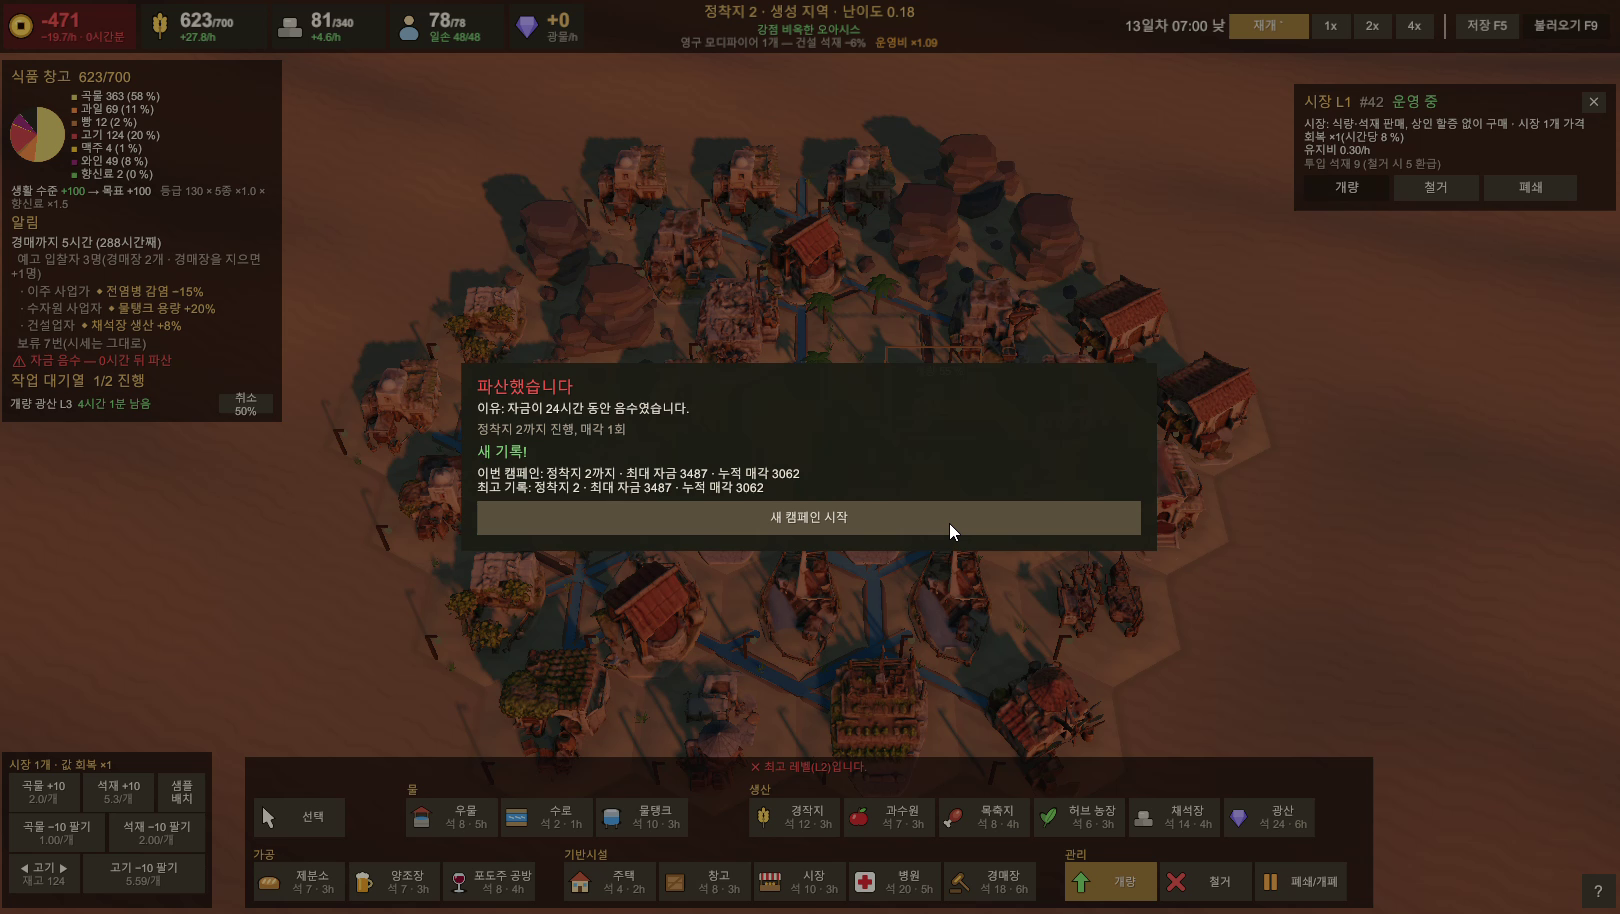 -471
-19.7/h · 0시간분
623/700
+27.8/h
81/340
+4.6/h
78/78
일손 48/48
+0
광물/h
정착지 2 · 생성 지역 · 난이도 0.18
강점 비옥한 오아시스
영구 모디파이어 1개 — 건설 석재 −6% 운영비 ×1.09
13일차 07:00 낮
재개
1x
2x
4x
저장 F5
불러오기 F9
식품 창고 623/700
곡물 363 (58 %)
과일 69 (11 %)
빵 12 (2 %)
고기 124 (20 %)
맥주 4 (1 %)
와인 49 (8 %)
향신료 2 (0 %)
생활 수준 +100 → 목표 +100 등급 130 × 5종 ×1.0 ×
향신료 ×1.5
알림
경매까지 5시간 (288시간째)
예고 입찰자 3명(경매장 2개 · 경매장을 지으면
+1명)
· 이주 사업가 ◆ 전염병 감염 −15%
· 수자원 사업자 ◆ 물탱크 용량 +20%
· 건설업자 ◆ 채석장 생산 +8%
보류 7번(시세는 그대로)
⚠ 자금 음수 — 0시간 뒤 파산
작업 대기열 1/2 진행
개량 광산 L3 4시간 1분 남음
취소
50%
시장 L1 #42 운영 중
✕
시장: 식량·석재 판매, 상인 할증 없이 구매 · 시장 1개 가격
회복 ×1(시간당 8 %)
유지비 0.30/h
투입 석재 9 (철거 시 5 환급)
개량
철거
폐쇄
파산했습니다
이유: 자금이 24시간 동안 음수였습니다.
정착지 2까지 진행, 매각 1회
새 기록!
이번 캠페인: 정착지 2까지 · 최대 자금 3487 · 누적 매각 3062
최고 기록: 정착지 2 · 최대 자금 3487 · 누적 매각 3062
새 캠페인 시작
시장 1개 · 값 회복 ×1
곡물 +10
2.0/개
석재 +10
5.3/개
샘플
배치
곡물 −10 팔기
1.00/개
석재 −10 팔기
2.00/개
◀ 고기 ▶
재고 124
고기 −10 팔기
5.59/개
✕ 최고 레벨(L2)입니다.
선택
물
우물
석 8 · 5h
수로
석 2 · 1h
물탱크
석 10 · 3h
생산
경작지
석 12 · 3h
과수원
석 7 · 3h
목축지
석 8 · 4h
허브 농장
석 6 · 3h
채석장
석 14 · 4h
광산
석 24 · 6h
가공
제분소
석 7 · 3h
양조장
석 7 · 3h
포도주 공방
석 8 · 4h
기반시설
주택
석 4 · 2h
창고
석 8 · 3h
시장
석 10 · 3h
병원
석 20 · 5h
경매장
석 18 · 6h
관리
개량
철거
폐쇄/개폐
?